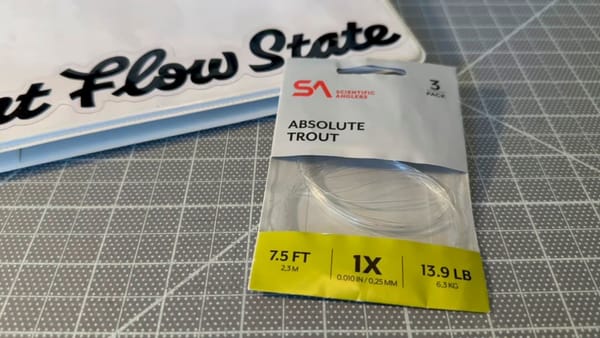 Flow State
SA
SCIENTIFIC
ANGLERS
3
PACK
ABSOLUTE
TROUT
7.5 FT
2,3 M
1X
0.010 IN / 0,25 MM
13.9 LB
6,3 KG